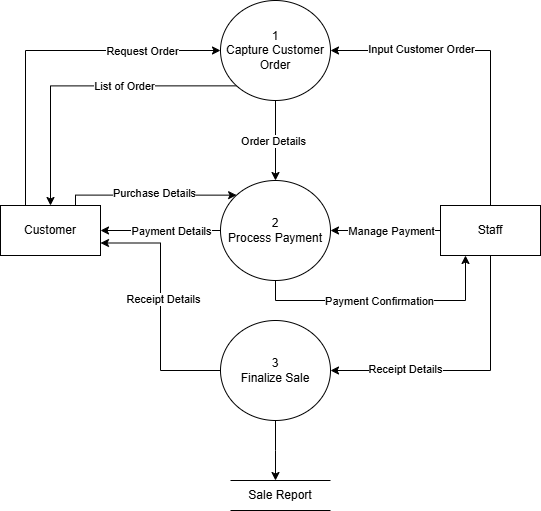 1
Capture Customer
Order
Request Order
Input Customer Order
List of Order
Order Details
Purchase Details
2
Process Payment
Customer
Payment Details
Manage Payment
Staff
Receipt Details
Payment Confirmation
3
Finalize Sale
Receipt Details
Sale Report